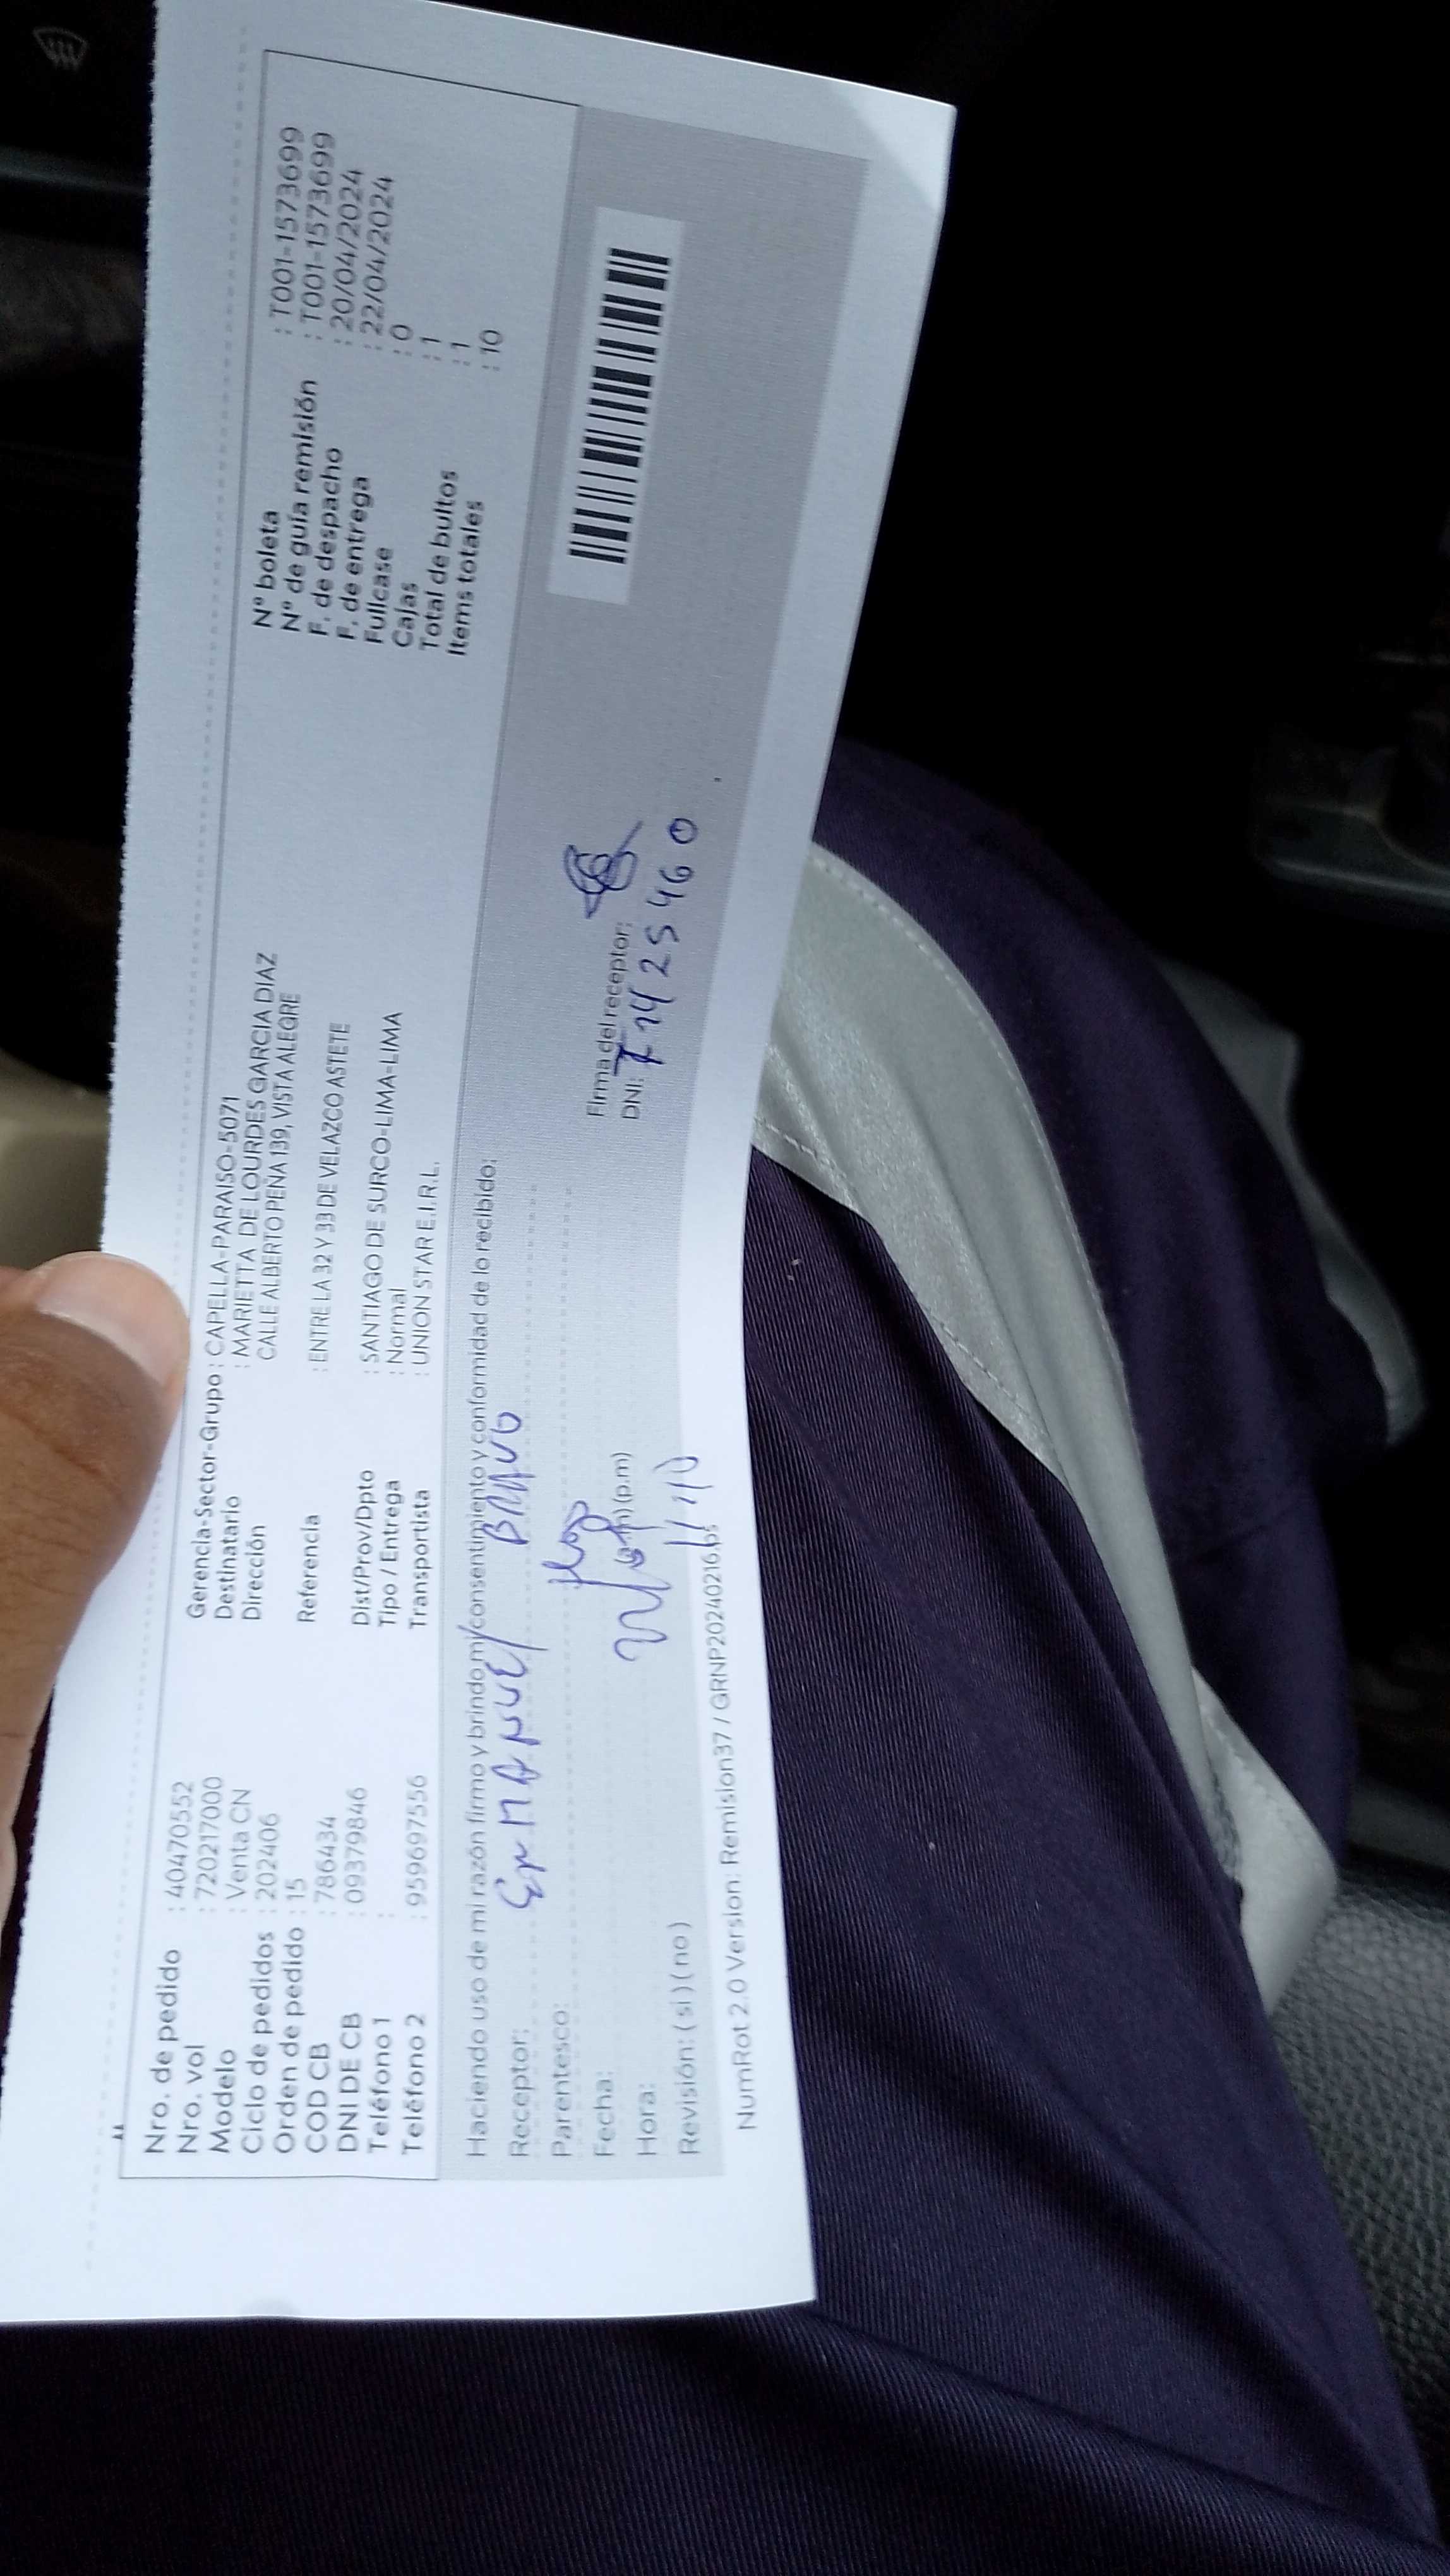 Nro. de pedido : 40470552
Nro. vol : 720217000
Modelo : Venta CN
Ciclo de pedidos : 202406
Orden de pedido : 15
COD CB : 786434
DNI DE CB : 09379846
Teléfono 1 :
Teléfono 2 : 959697556
Gerencia-Sector-Grupo : CAPELLA-PARAISO-5071
Destinatario : MARIETTA DE LOURDES GARCIA DIAZ
Dirección CALLE ALBERTO PEÑA 139, VISTA ALEGRE
Referencia : ENTRE LA 32 Y 33 DE VELAZCO ASTETE
Dist/Prov/Dpto : SANTIAGO DE SURCO-LIMA-LIMA
Tipo / Entrega : Normal
Transportista : UNION STAR E.I.R.L.
N° boleta : T001-1573699
N° de guía remisión : T001-1573699
F. de despacho : 20/04/2024
F. de entrega : 22/04/2024
Fullcase : 0
Cajas : 1
Total de bultos : 1
Items totales : 10
Haciendo uso de mi razón firmo y brindo mi consentimiento y conformidad de lo recibido:
Receptor: EmMANUel BRAVO
Parentesco:
Fecha:
Hora: (p.m)
Revisión: ( si ) ( no ) 11:10
Firma del receptor:
DNI: 71425460
NumRot 2.0 Version: Remision37 / GRNP20240216.